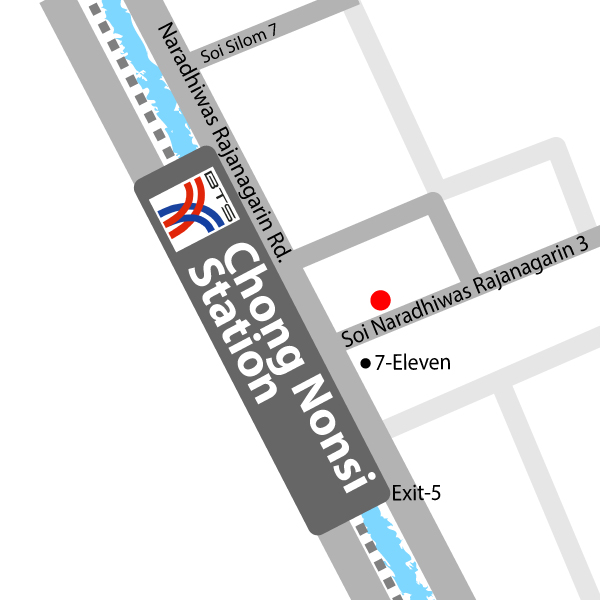 Soi Silom 7
Naradhiwas Rajanagarin Rd.
BTS
Chong Nonsi
Station
Soi Naradhiwas Rajanagarin 3
7-Eleven
Exit-5